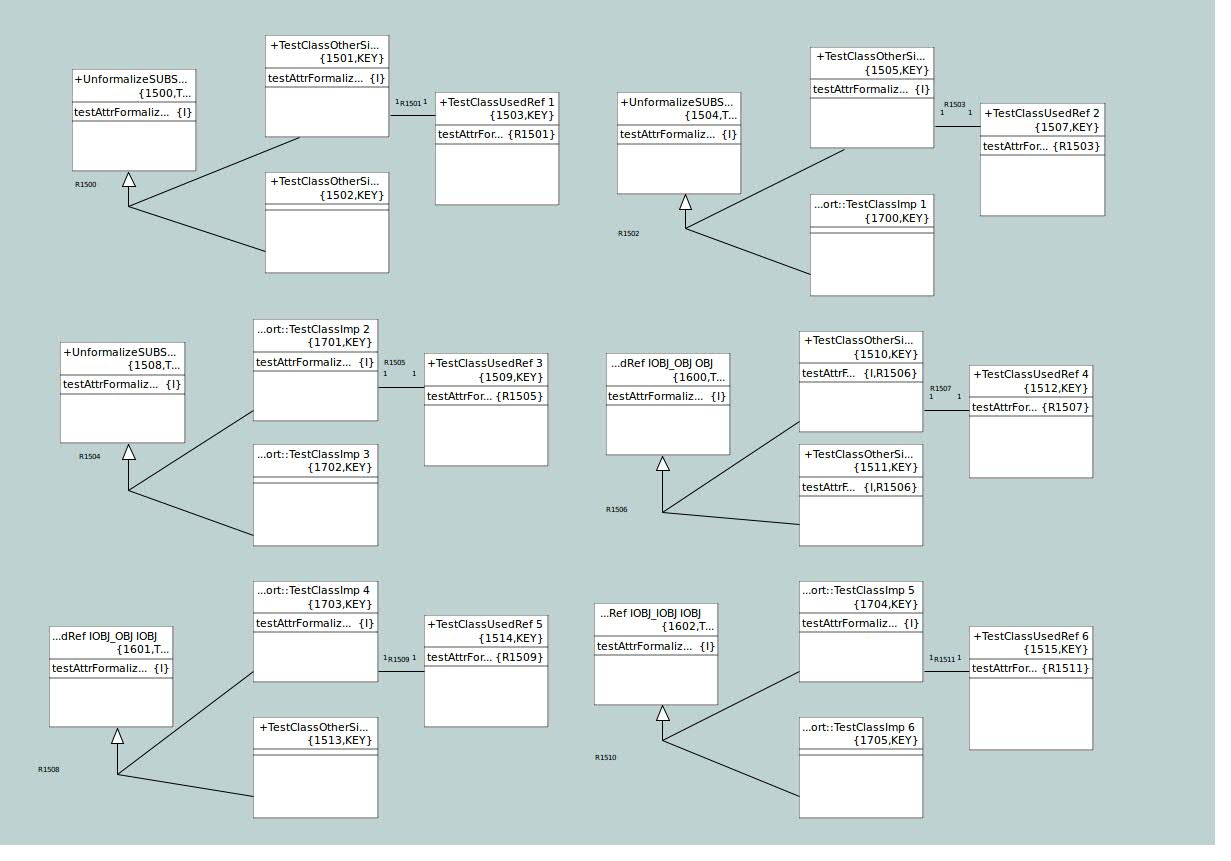 +UnformalizeSUBS...
{1500,T...
testAttrFormaliz... {I}
R1500
+TestClassOtherSi...
{1501,KEY}
testAttrFormaliz... {I}
1 R1501 1
+TestClassUsedRef 1
{1503,KEY}
testAttrFor... {R1501}
+TestClassOtherSi...
{1502,KEY}
+UnformalizeSUBS...
{1504,T...
testAttrFormaliz... {I}
R1502
+TestClassOtherSi...
{1505,KEY}
testAttrFormaliz... {I}
R1503
1 1
+TestClassUsedRef 2
{1507,KEY}
testAttrFor... {R1503}
...ort::TestClassImp 1
{1700,KEY}
+UnformalizeSUBS...
{1508,T...
testAttrFormaliz... {I}
R1504
...ort::TestClassImp 2
{1701,KEY}
testAttrFormaliz... {I}
R1505
1 1
+TestClassUsedRef 3
{1509,KEY}
testAttrFor... {R1505}
...ort::TestClassImp 3
{1702,KEY}
...dRef IOBJ_OBJ OBJ
{1600,T...
testAttrFormaliz... {I}
R1506
+TestClassOtherSi...
{1510,KEY}
testAttrF... {I,R1506}
R1507
1 1
+TestClassUsedRef 4
{1512,KEY}
testAttrFor... {R1507}
+TestClassOtherSi...
{1511,KEY}
testAttrF... {I,R1506}
...dRef IOBJ_OBJ IOBJ
{1601,T...
testAttrFormaliz... {I}
R1508
...ort::TestClassImp 4
{1703,KEY}
testAttrFormaliz... {I}
1 R1509 1
+TestClassUsedRef 5
{1514,KEY}
testAttrFor... {R1509}
+TestClassOtherSi...
{1513,KEY}
...Ref IOBJ_IOBJ IOBJ
{1602,T...
testAttrFormaliz... {I}
R1510
...ort::TestClassImp 5
{1704,KEY}
testAttrFormaliz... {I}
1 R1511 1
+TestClassUsedRef 6
{1515,KEY}
testAttrFor... {R1511}
...ort::TestClassImp 6
{1705,KEY}